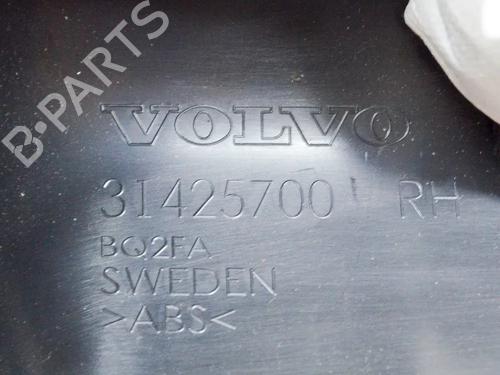 B-PARTS
VOLVO
31425700 RH
BQ2FA
SWEDEN
>ABS<